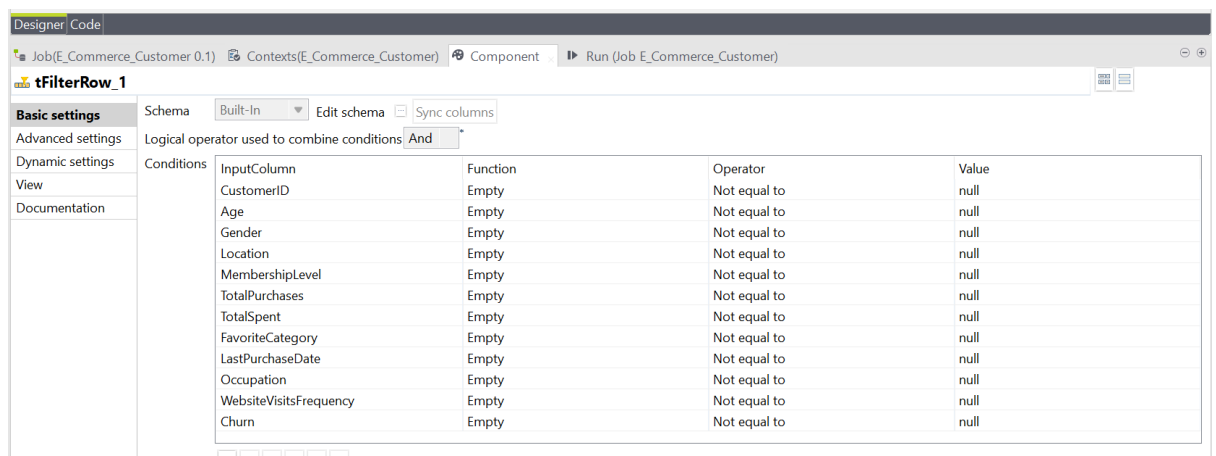 Designer Code
Job(E_Commerce_Customer 0.1) Contexts(E_Commerce_Customer) Component Run (Job E_Commerce_Customer)
tFilterRow_1
Basic settings
Advanced settings
Dynamic settings
View
Documentation
Schema Built-In Edit schema Sync columns
Logical operator used to combine conditions And *
Conditions
InputColumn Function Operator Value
CustomerID Empty Not equal to null
Age Empty Not equal to null
Gender Empty Not equal to null
Location Empty Not equal to null
MembershipLevel Empty Not equal to null
TotalPurchases Empty Not equal to null
TotalSpent Empty Not equal to null
FavoriteCategory Empty Not equal to null
LastPurchaseDate Empty Not equal to null
Occupation Empty Not equal to null
WebsiteVisitsFrequency Empty Not equal to null
Churn Empty Not equal to null